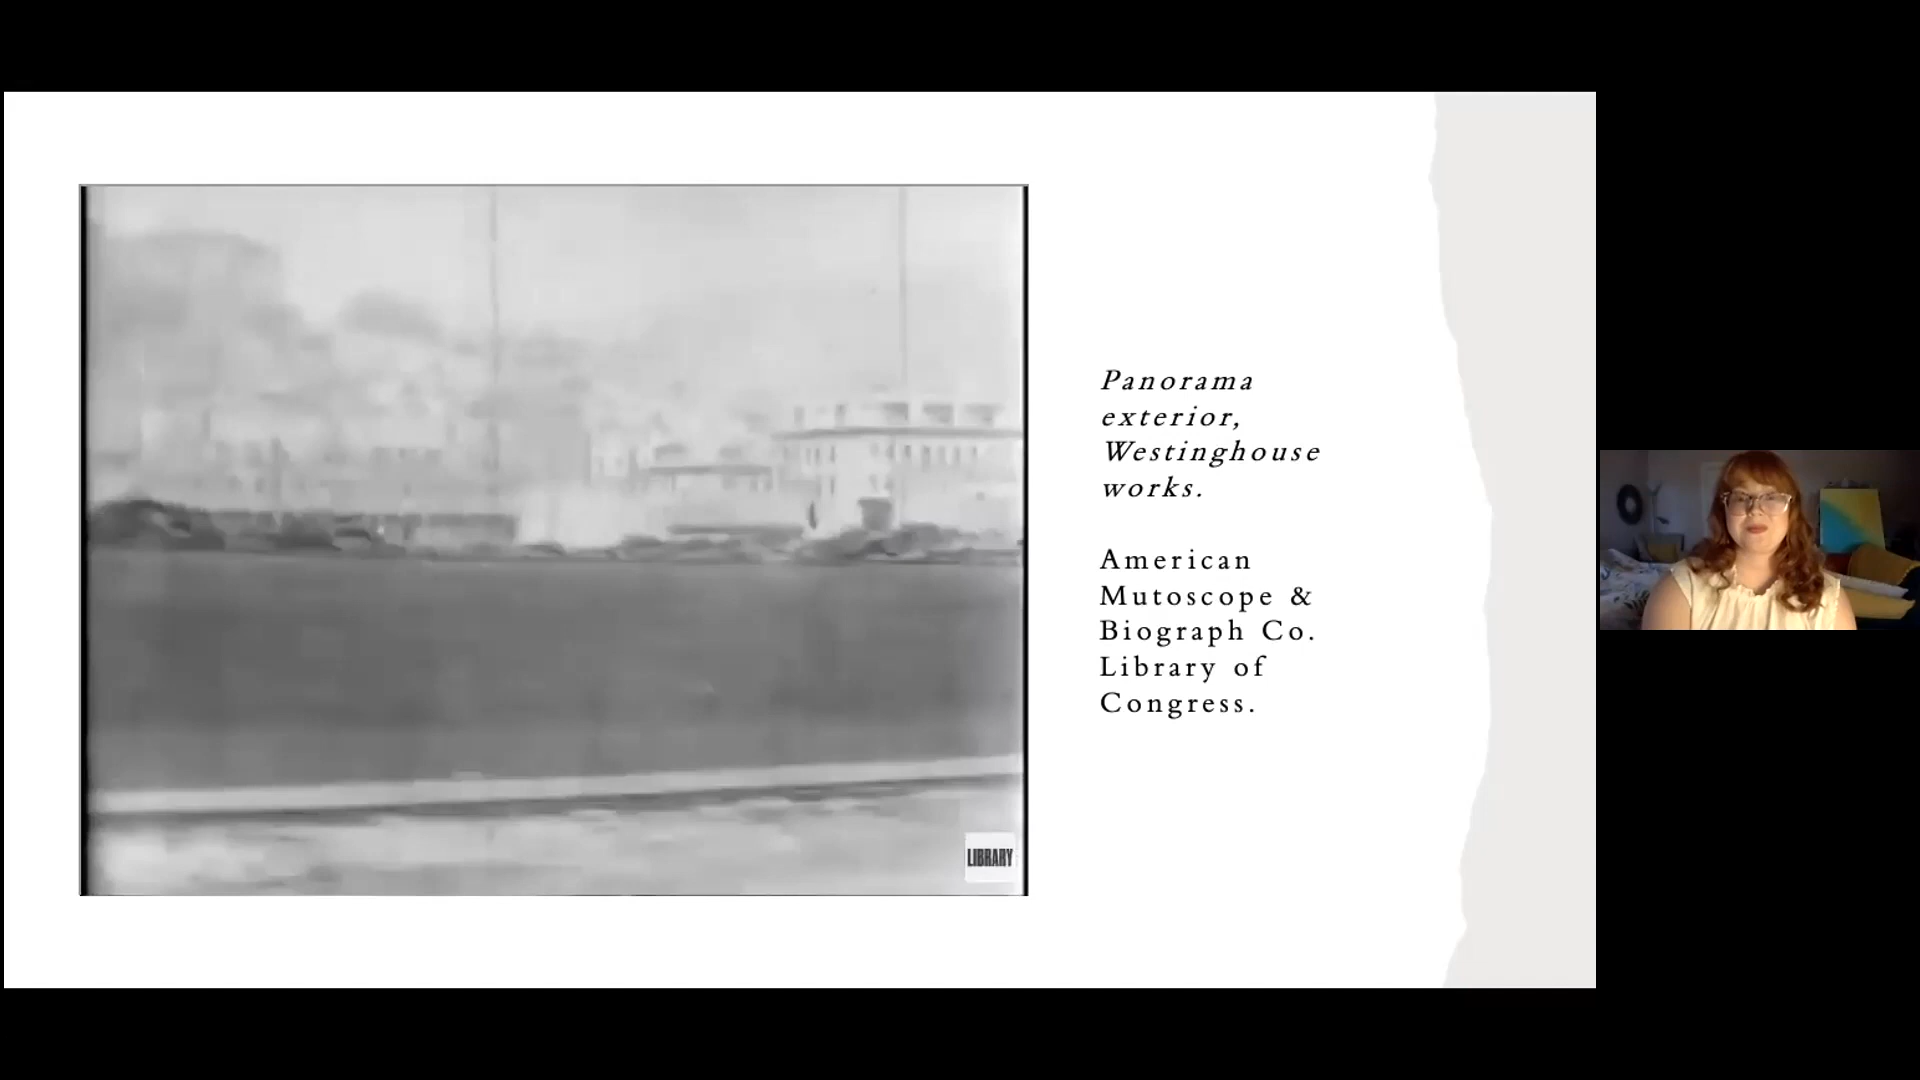 Panorama
exterior,
Westinghouse
works.
American
Mutoscope &
Biograph Co.
Library of
Congress.
LIBRARY